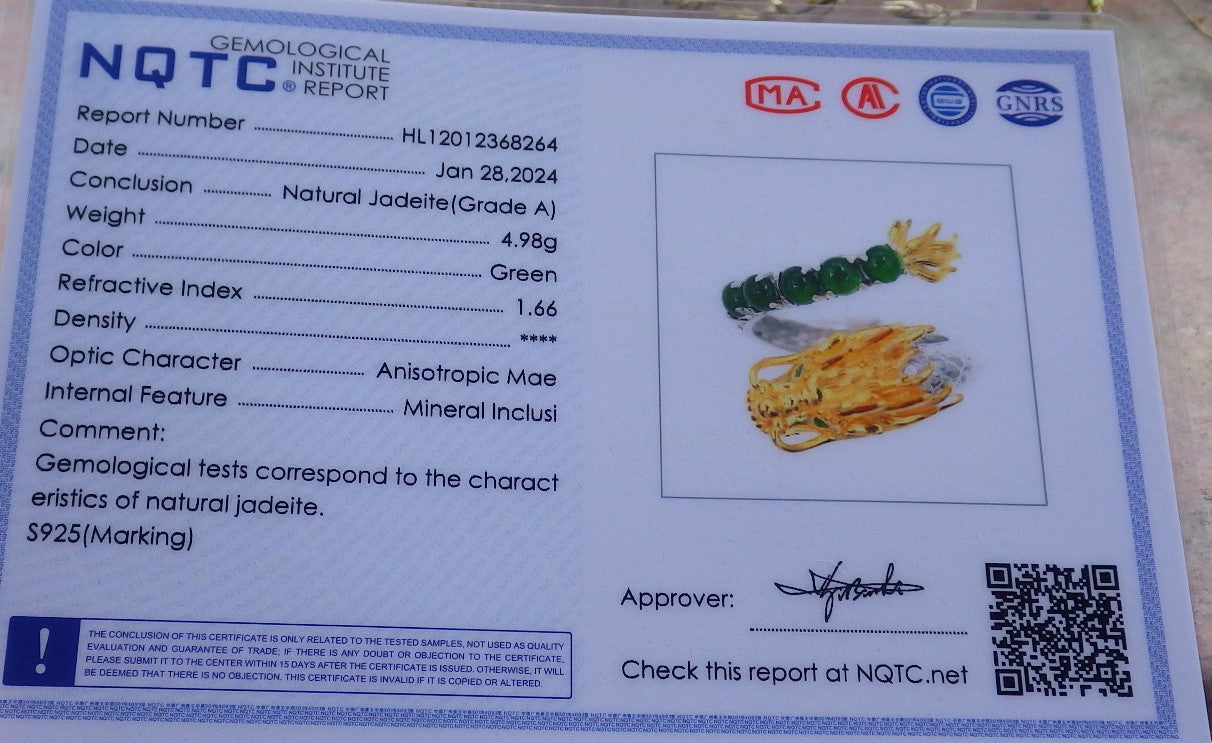 NQTC® GEMOLOGICAL INSTITUTE REPORT
Report Number HL12012368264
Date Jan 28,2024
Conclusion Natural Jadeite(Grade A)
Weight 4.98g
Color Green
Refractive Index 1.66
Density ****
Optic Character Anisotropic Mae
Internal Feature Mineral Inclusi
Comment:
Gemological tests correspond to the charact
eristics of natural jadeite.
S925(Marking)
! THE CONCLUSION OF THIS CERTIFICATE IS ONLY RELATED TO THE TESTED SAMPLES, NOT USED AS QUALITY
EVALUATION AND GUARANTEE OF TRADE; IF THERE IS ANY DOUBT OR OBJECTION TO THE CERTIFICATE,
PLEASE SUBMIT IT TO THE CENTER WITHIN 15 DAYS AFTER THE CERTIFICATE IS ISSUED. OTHERWISE, IT WILL
BE DEEMED THAT THERE IS NO OBJECTION. THIS CERTIFICATE IS INVALID IF IT IS COPIED OR ALTERED.
MA
GNRS
Approver:
Check this report at NQTC.net